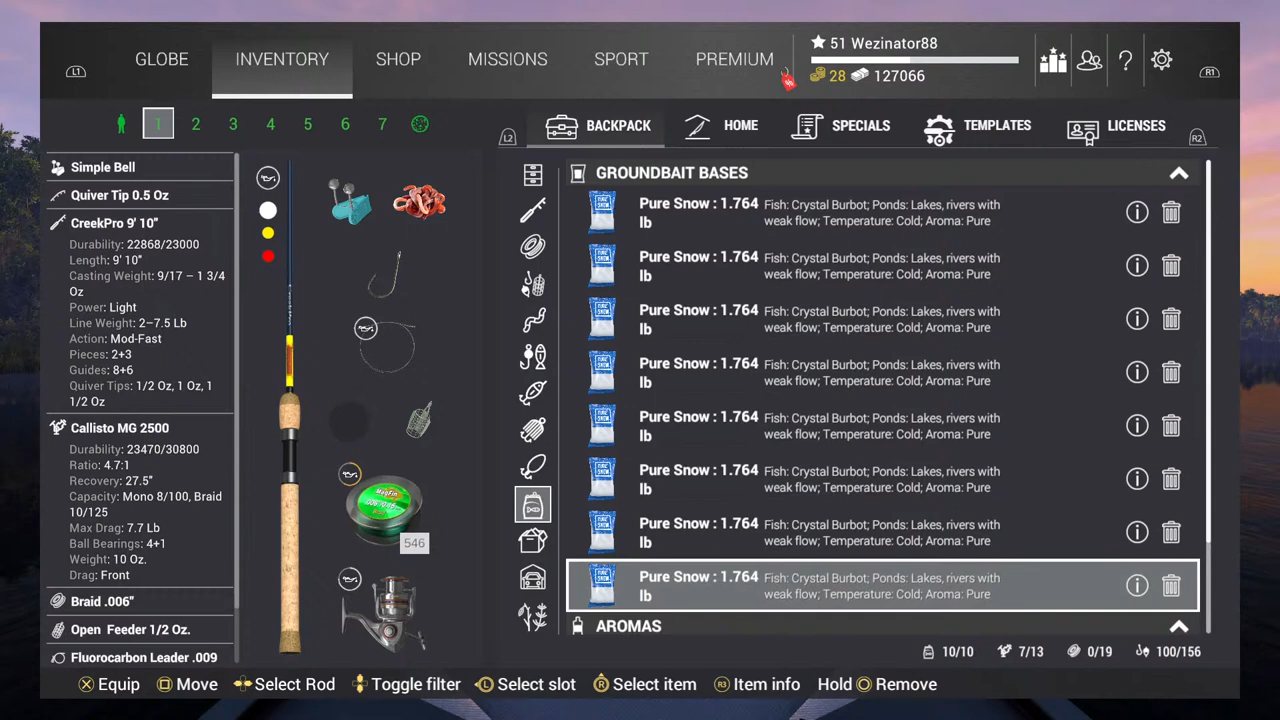 L1
GLOBE
INVENTORY
SHOP
MISSIONS
SPORT
PREMIUM
51 Wezinator88
28 127066
?
R1
1 2 3 4 5 6 7
L2
BACKPACK
HOME
SPECIALS
TEMPLATES
LICENSES
R2
Simple Bell
Quiver Tip 0.5 Oz
CreekPro 9' 10"
Durability: 22868/23000
Length: 9' 10"
Casting Weight: 9/17 – 1 3/4
Oz
Power: Light
Line Weight: 2–7.5 Lb
Action: Mod-Fast
Pieces: 2+3
Guides: 8+6
Quiver Tips: 1/2 Oz, 1 Oz, 1
1/2 Oz
Callisto MG 2500
Durability: 23470/30800
Ratio: 4.7:1
Recovery: 27.5"
Capacity: Mono 8/100, Braid
10/125
Max Drag: 7.7 Lb
Ball Bearings: 4+1
Weight: 10 Oz.
Drag: Front
Braid .006"
Open Feeder 1/2 Oz.
Fluorocarbon Leader .009
546
GROUNDBAIT BASES
Pure Snow : 1.764
lb
Fish: Crystal Burbot; Ponds: Lakes, rivers with
weak flow; Temperature: Cold; Aroma: Pure
Pure Snow : 1.764
lb
Fish: Crystal Burbot; Ponds: Lakes, rivers with
weak flow; Temperature: Cold; Aroma: Pure
Pure Snow : 1.764
lb
Fish: Crystal Burbot; Ponds: Lakes, rivers with
weak flow; Temperature: Cold; Aroma: Pure
Pure Snow : 1.764
lb
Fish: Crystal Burbot; Ponds: Lakes, rivers with
weak flow; Temperature: Cold; Aroma: Pure
Pure Snow : 1.764
lb
Fish: Crystal Burbot; Ponds: Lakes, rivers with
weak flow; Temperature: Cold; Aroma: Pure
Pure Snow : 1.764
lb
Fish: Crystal Burbot; Ponds: Lakes, rivers with
weak flow; Temperature: Cold; Aroma: Pure
Pure Snow : 1.764
lb
Fish: Crystal Burbot; Ponds: Lakes, rivers with
weak flow; Temperature: Cold; Aroma: Pure
Pure Snow : 1.764
lb
Fish: Crystal Burbot; Ponds: Lakes, rivers with
weak flow; Temperature: Cold; Aroma: Pure
AROMAS
10/10 7/13 0/19 100/156
Equip Move Select Rod Toggle filter L Select slot R Select item R3 Item info Hold Remove